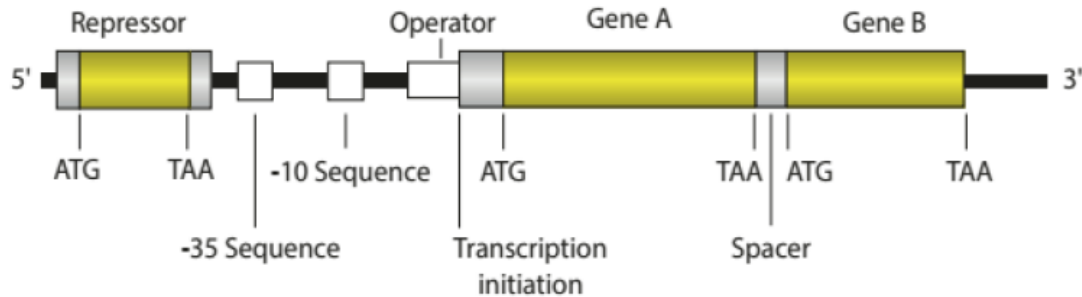 Repressor
Operator
Gene A
Gene B
5'
3'
ATG
TAA
-10 Sequence
ATG
TAA
ATG
TAA
-35 Sequence
Transcription
initiation
Spacer